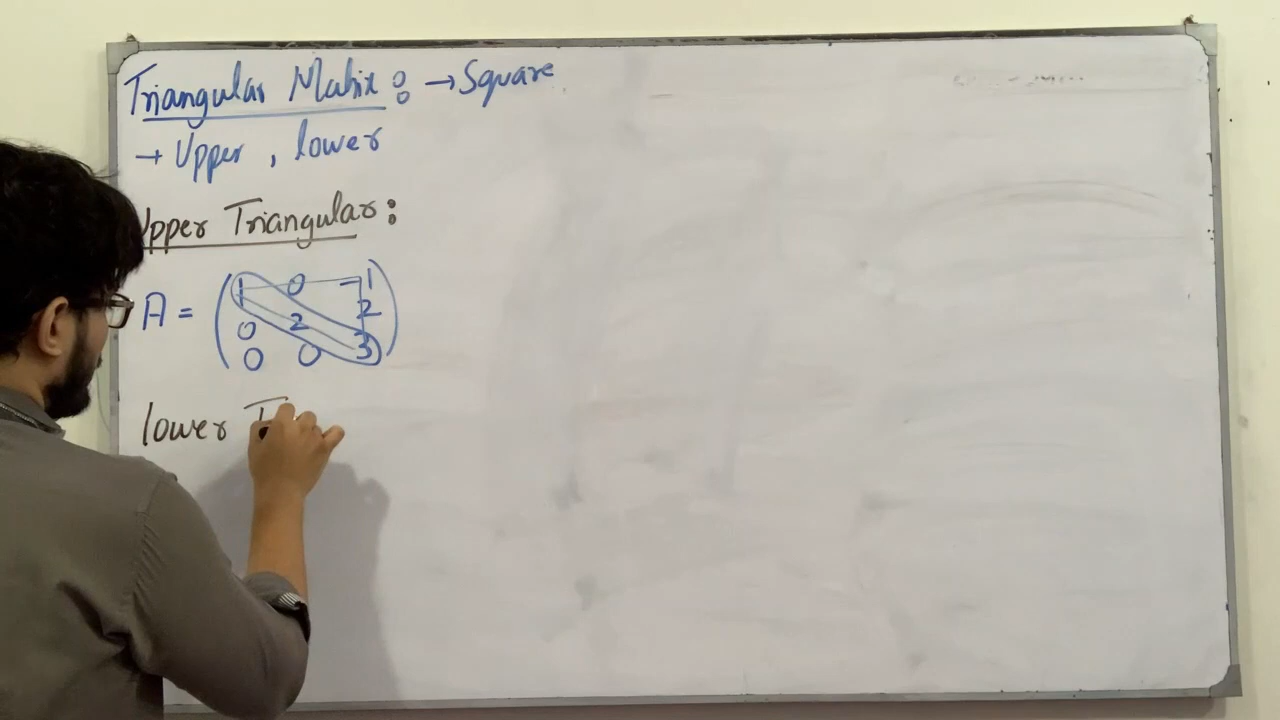 Triangular Matrix : → Square
→ Upper , lower
Upper Triangular :
A = ( 1 0 -1
0 2 2
0 0 3 )
lower T